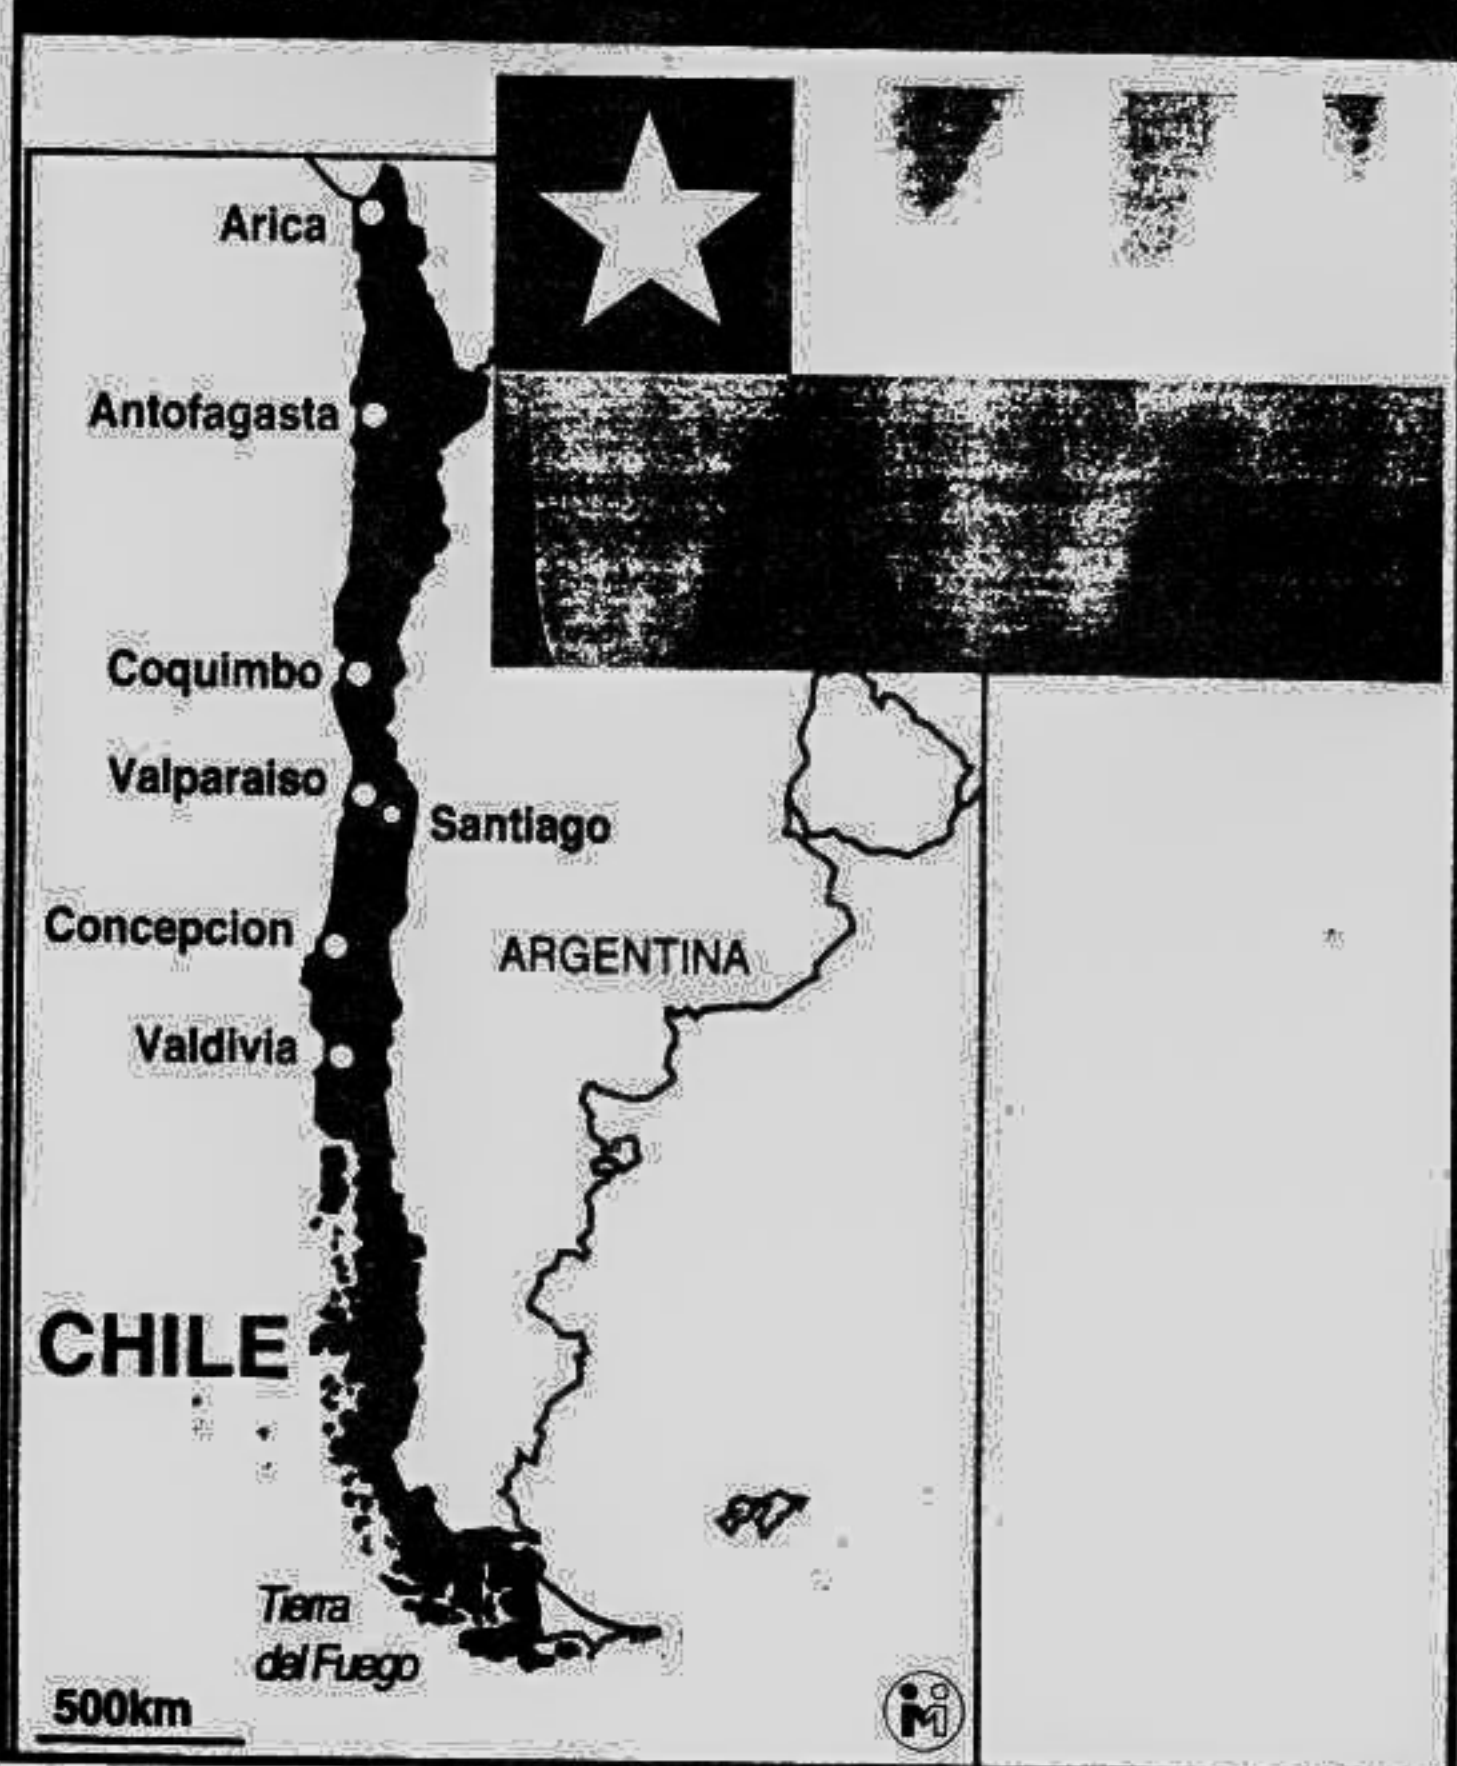 Arica
Antofagasta
Coquimbo
Valparaiso
Santiago
Concepcion
ARGENTINA
Valdivia
CHILE
Tierra
del Fuego
500km